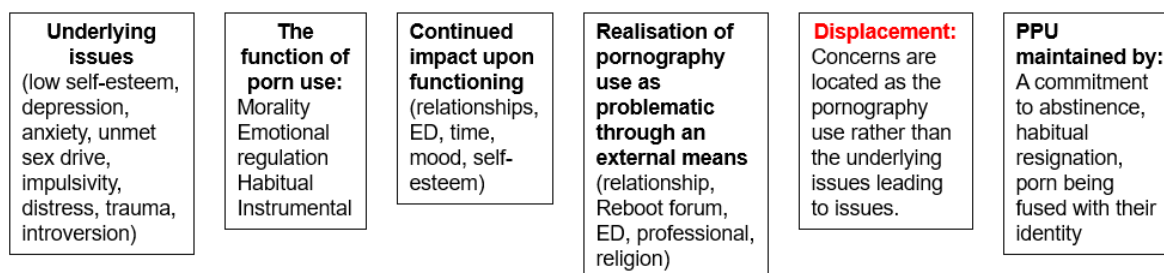 Underlying
issues
(low self-esteem,
depression,
anxiety, unmet
sex drive,
impulsivity,
distress, trauma,
introversion)
The
function of
porn use:
Morality
Emotional
regulation
Habitual
Instrumental
Continued
impact upon
functioning
(relationships,
ED, time,
mood, self-
esteem)
Realisation of
pornography
use as
problematic
through an
external means
(relationship,
Reboot forum,
ED, professional,
religion)
Displacement:
Concerns are
located as the
pornography
use rather than
the underlying
issues leading
to issues.
PPU
maintained by:
A commitment
to abstinence,
habitual
resignation,
porn being
fused with their
identity